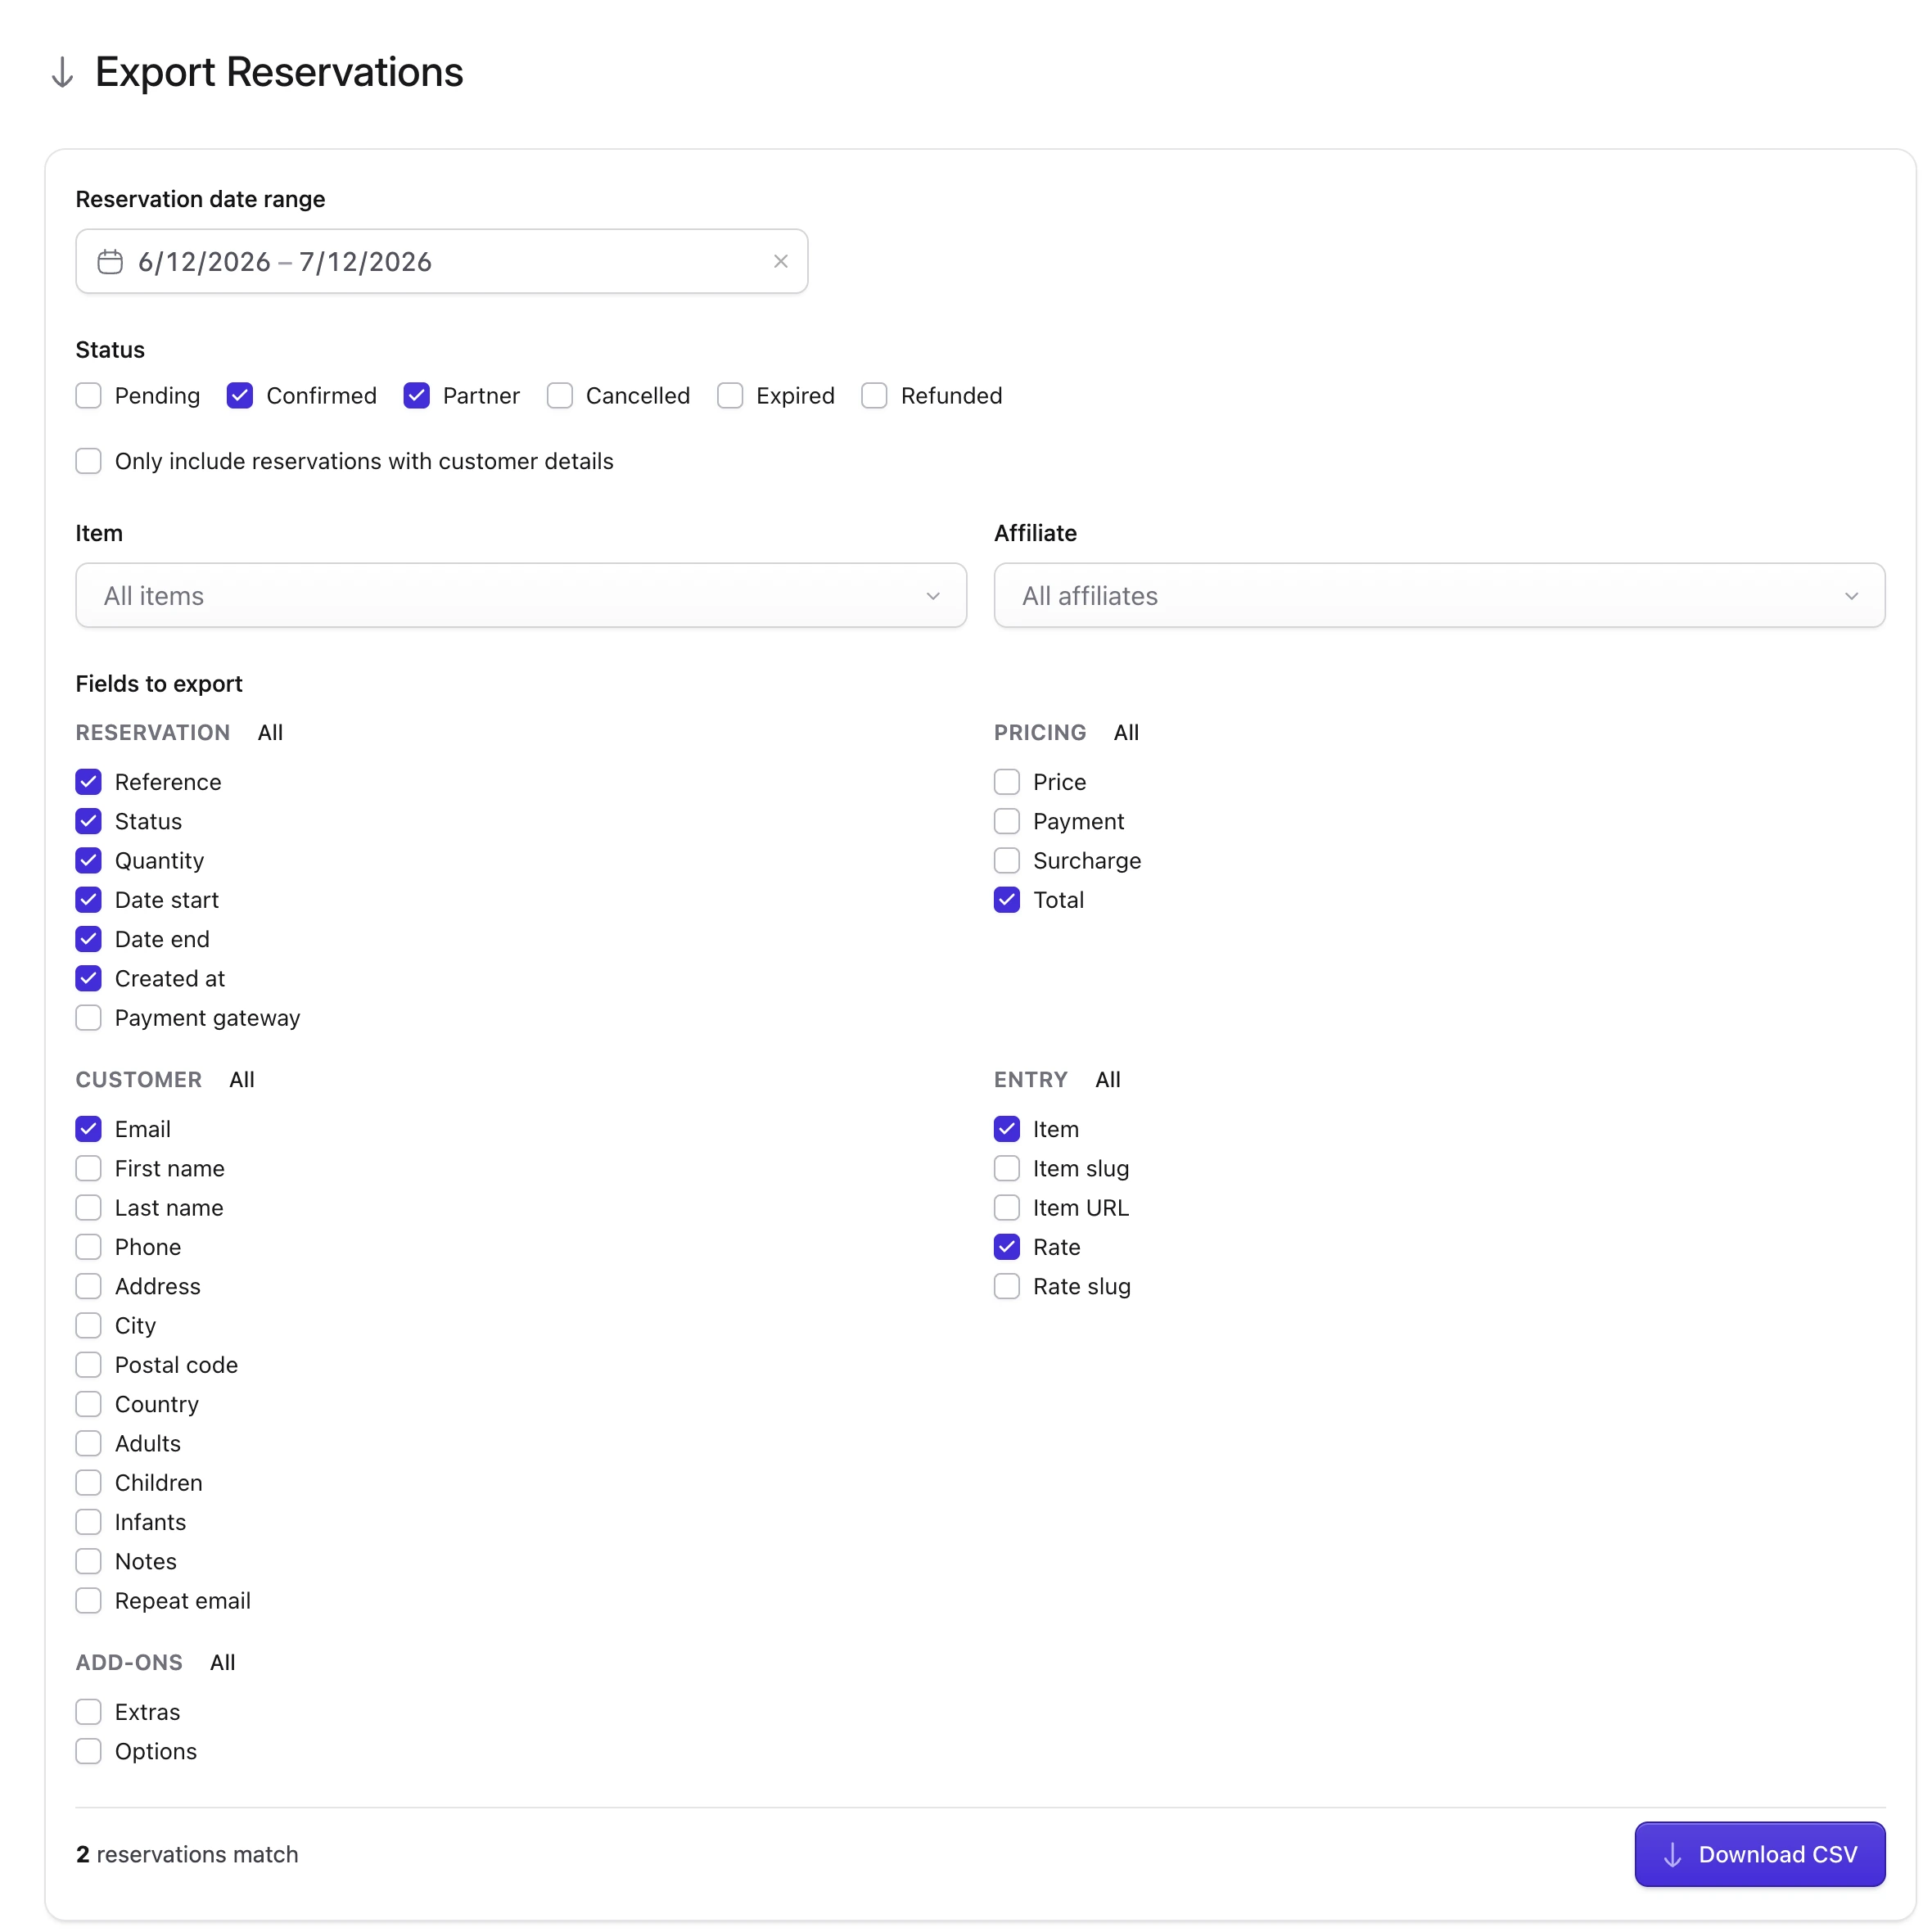 Export Reservations
Reservation date range
6/12/2026 – 7/12/2026
Status
Pending Confirmed Partner Cancelled Expired Refunded
Only include reservations with customer details
Item
All items
Affiliate
All affiliates
Fields to export
RESERVATION All
Reference
Status
Quantity
Date start
Date end
Created at
Payment gateway
PRICING All
Price
Payment
Surcharge
Total
CUSTOMER All
Email
First name
Last name
Phone
Address
City
Postal code
Country
Adults
Children
Infants
Notes
Repeat email
ENTRY All
Item
Item slug
Item URL
Rate
Rate slug
ADD-ONS All
Extras
Options
2 reservations match
Download CSV